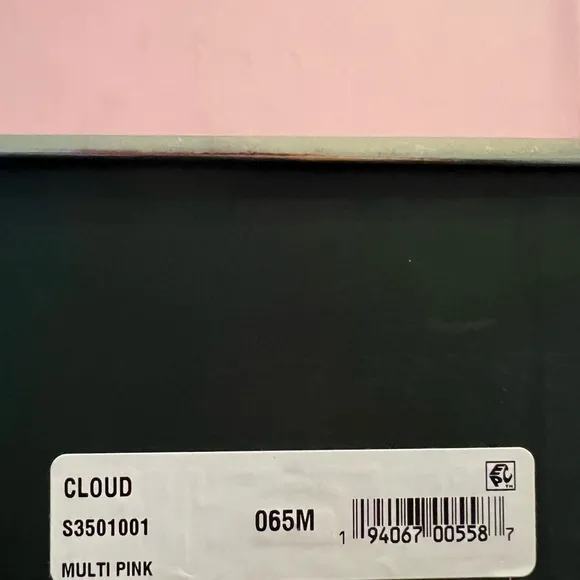 CLOUD
S3501001 065M
1 94067 00558 7
MULTI PINK